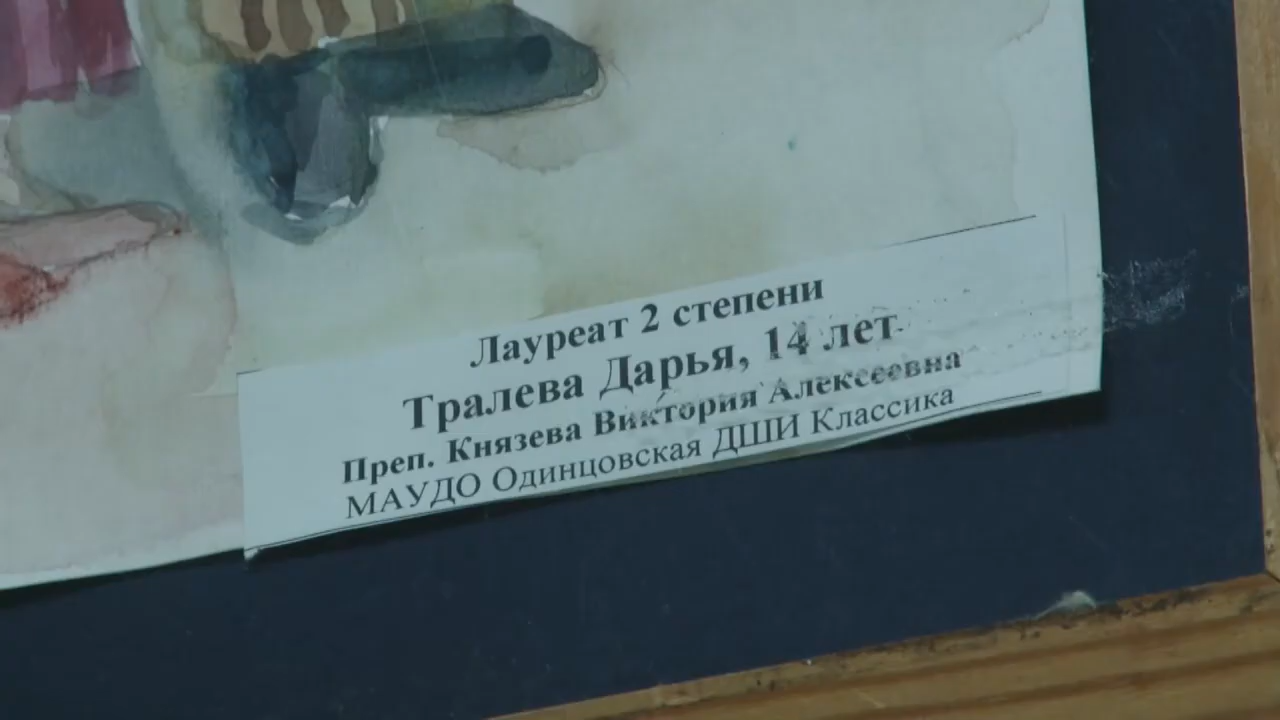 Лауреат 2 степени
Тралева Дарья, 14 лет
Преп. Князева Виктория Алексеевна
МАУДО Одинцовская ДШИ Классика